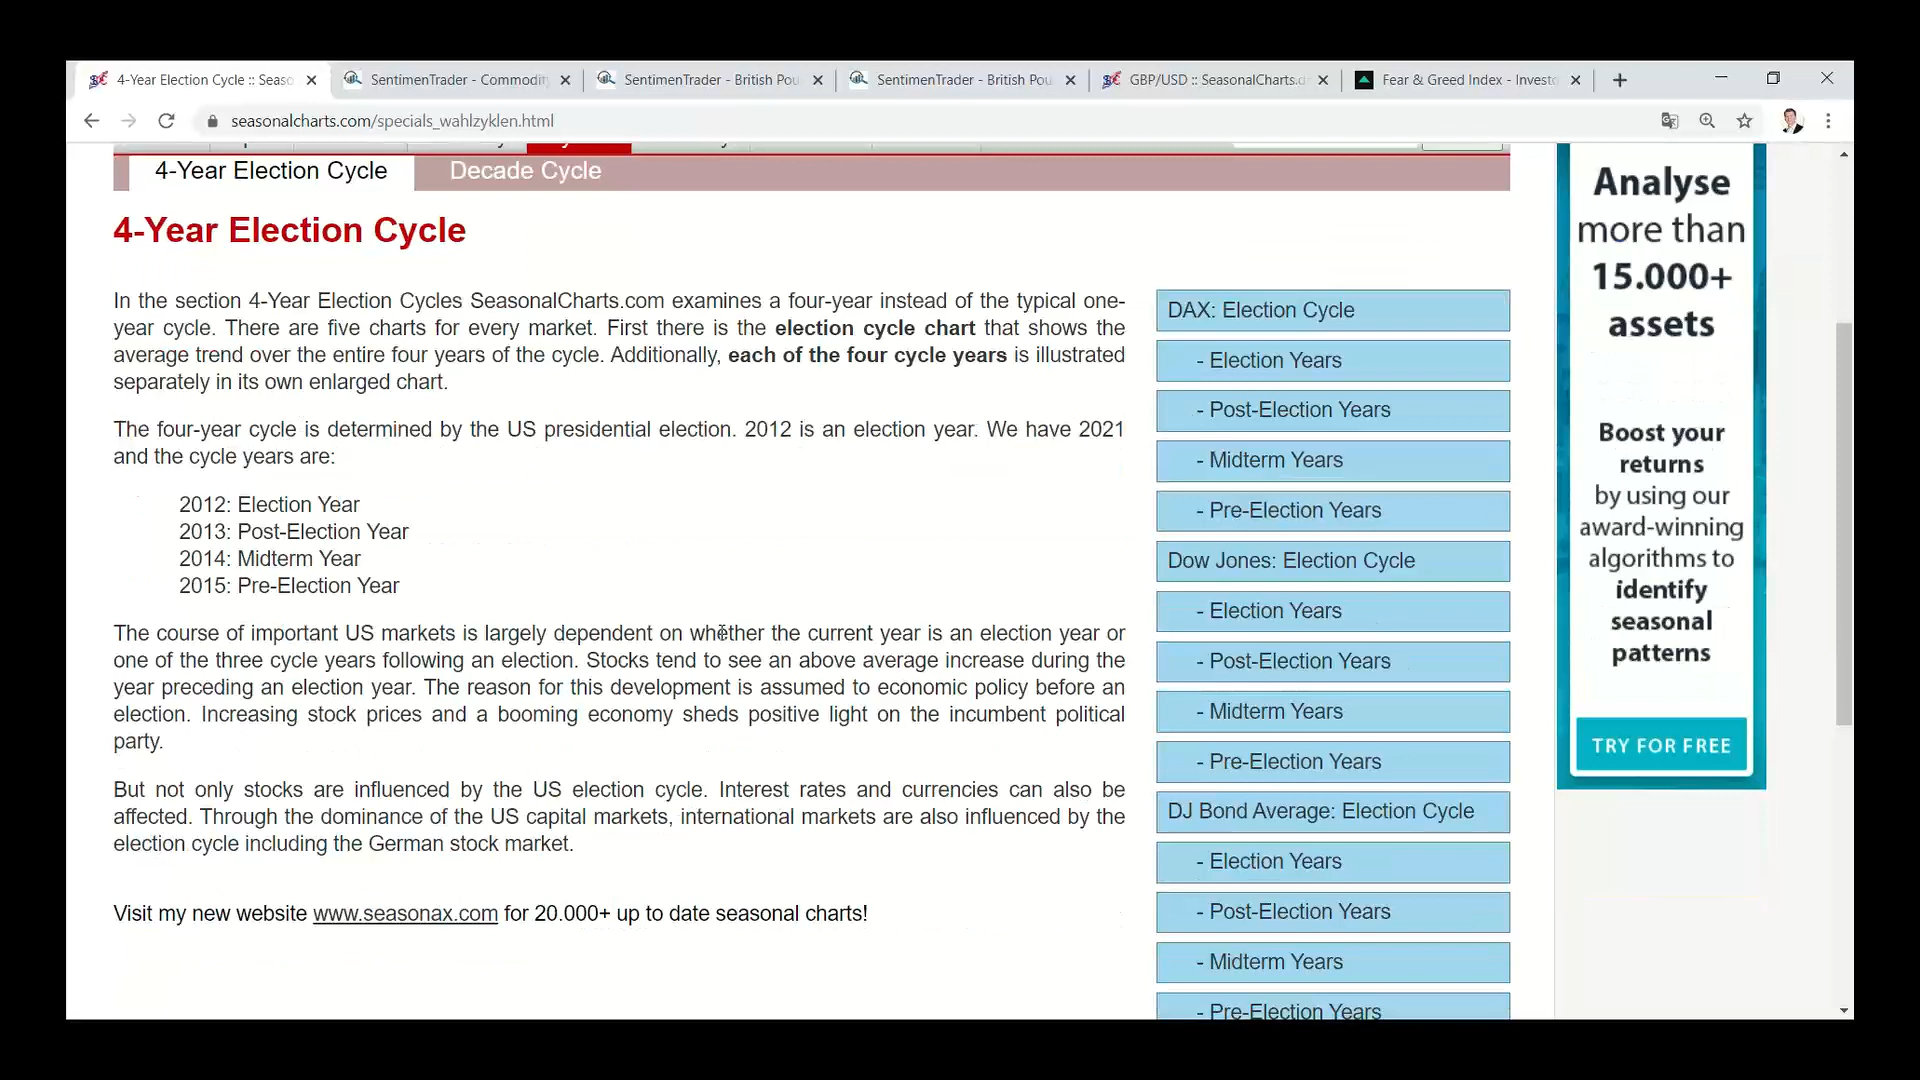 4-Year Election Cycle :: Seaso
SentimenTrader - Commodit
SentimenTrader - British Pou
SentimenTrader - British Pou
GBP/USD :: SeasonalCharts.d
Fear & Greed Index - Investo
seasonalcharts.com/specials_wahlzyklen.html
4-Year Election Cycle
Decade Cycle
4-Year Election Cycle
In the section 4-Year Election Cycles SeasonalCharts.com examines a four-year instead of the typical one-
year cycle. There are five charts for every market. First there is the election cycle chart that shows the
average trend over the entire four years of the cycle. Additionally, each of the four cycle years is illustrated
separately in its own enlarged chart.
The four-year cycle is determined by the US presidential election. 2012 is an election year. We have 2021
and the cycle years are:
2012: Election Year
2013: Post-Election Year
2014: Midterm Year
2015: Pre-Election Year
The course of important US markets is largely dependent on whether the current year is an election year or
one of the three cycle years following an election. Stocks tend to see an above average increase during the
year preceding an election year. The reason for this development is assumed to economic policy before an
election. Increasing stock prices and a booming economy sheds positive light on the incumbent political
party.
But not only stocks are influenced by the US election cycle. Interest rates and currencies can also be
affected. Through the dominance of the US capital markets, international markets are also influenced by the
election cycle including the German stock market.
Visit my new website www.seasonax.com for 20.000+ up to date seasonal charts!
DAX: Election Cycle
- Election Years
- Post-Election Years
- Midterm Years
- Pre-Election Years
Dow Jones: Election Cycle
- Election Years
- Post-Election Years
- Midterm Years
- Pre-Election Years
DJ Bond Average: Election Cycle
- Election Years
- Post-Election Years
- Midterm Years
- Pre-Election Years
Analyse
more than
15.000+
assets
Boost your
returns
by using our
award-winning
algorithms to
identify
seasonal
patterns
TRY FOR FREE